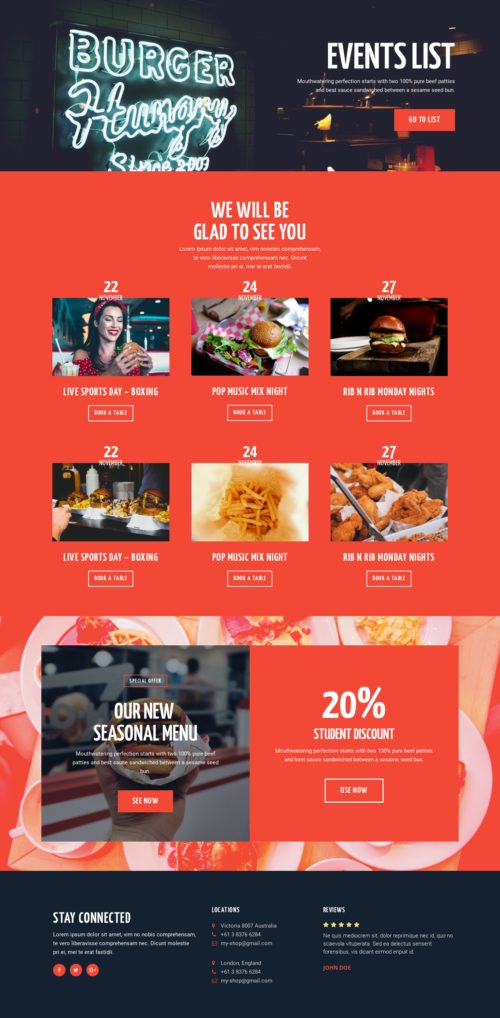 BURGER
Hungry
Since 2003
EVENTS LIST
Mouthwatering perfection starts with two 100% pure beef patties
and best sauce sandwiched between a sesame seed bun.
GO TO LIST
WE WILL BE
GLAD TO SEE YOU
Lorem ipsum dolor sit amet, vim nonobis comprehensam,
te vero liberavisse comprehensam nec. Dicunt
molestie pri ei, mei te erat fastidii.
22
NOVEMBER
LIVE SPORTS DAY – BOXING
BOOK A TABLE
24
NOVEMBER
POP MUSIC MIX NIGHT
BOOK A TABLE
27
NOVEMBER
RIB N RIB MONDAY NIGHTS
BOOK A TABLE
22
NOVEMBER
LIVE SPORTS DAY – BOXING
BOOK A TABLE
24
NOVEMBER
POP MUSIC MIX NIGHT
BOOK A TABLE
27
NOVEMBER
RIB N RIB MONDAY NIGHTS
BOOK A TABLE
SPECIAL OFFER
OUR NEW
SEASONAL MENU
Mouthwatering perfection starts with two 100% pure beef
patties and best sauce sandwiched between a sesame seed
bun.
SEE NOW
20%
STUDENT DISCOUNT
Mouthwatering perfection starts with two 100% pure beef patties
and best sauce sandwiched between a sesame seed bun.
USE NOW
STAY CONNECTED
Lorem ipsum dolor sit amet, vim no nobis comprehensam,
te vero liberavisse comprehensam nec. Dicunt molestie
pri ei, mei te erat fastidii.
LOCATIONS
Victoria 8007 Australia
+61 3 8376 6284
my-shop@gmail.com
London, England
+61 3 8376 6284
my-shop@gmail.com
REVIEWS
Ne quis mediocrem sit, dolor reprimique nec id, quo no
scaevola vituperata. Sed ea delectus senserit
forensibus, vis dicant eirmod eripuit id.
JOHN DOE